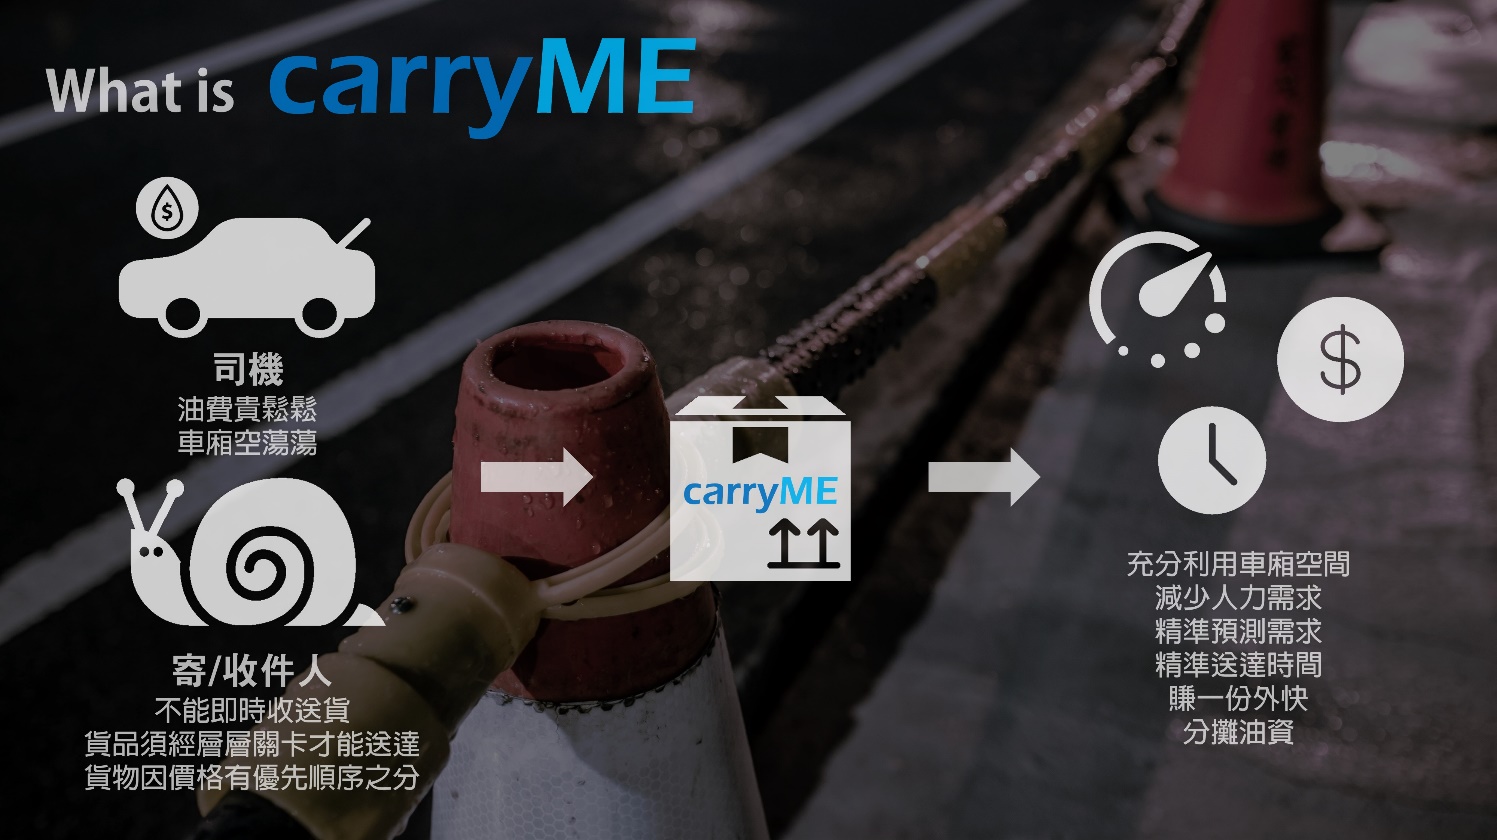 What is carryME
司機
油費貴鬆鬆
車廂空蕩蕩
寄/收件人
不能即時收送貨
貨品須經層層關卡才能送達
貨物因價格有優先順序之分
carryME
充分利用車廂空間
減少人力需求
精準預測需求
精準送達時間
賺一份外快
分攤油資